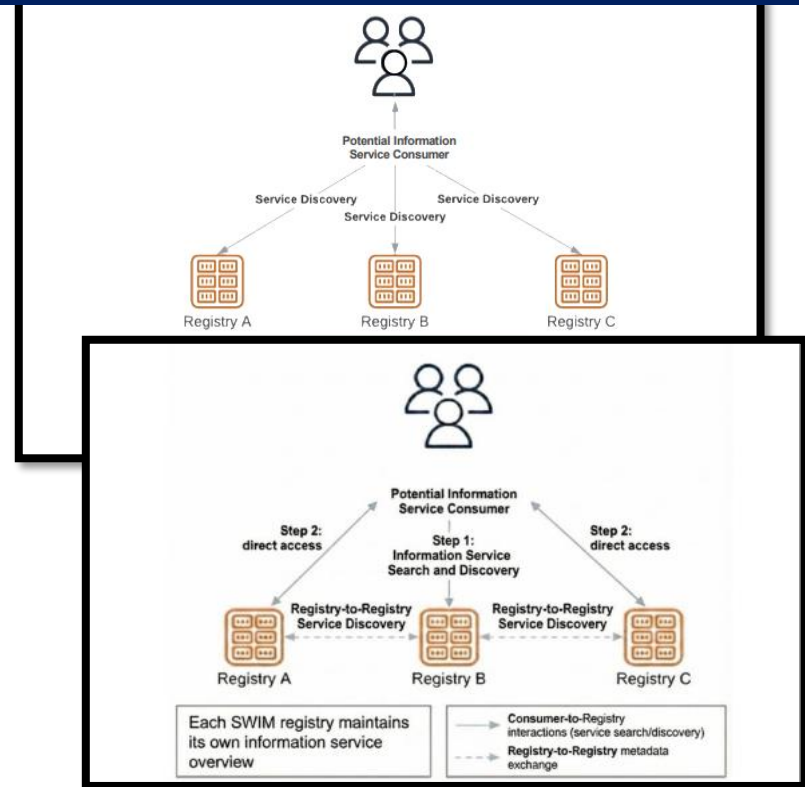 Potential Information
Service Consumer
Service Discovery
Service Discovery
Service Discovery
Registry A
Registry B
Registry C
Potential Information
Service Consumer
Step 2:
direct access
Step 1:
Information Service
Search and Discovery
Step 2:
direct access
Registry-to-Registry
Service Discovery
Registry-to-Registry
Service Discovery
Registry A
Registry B
Registry C
Each SWIM registry maintains
its own information service
overview
Consumer-to-Registry
interactions (service search/discovery)
Registry-to-Registry metadata
exchange